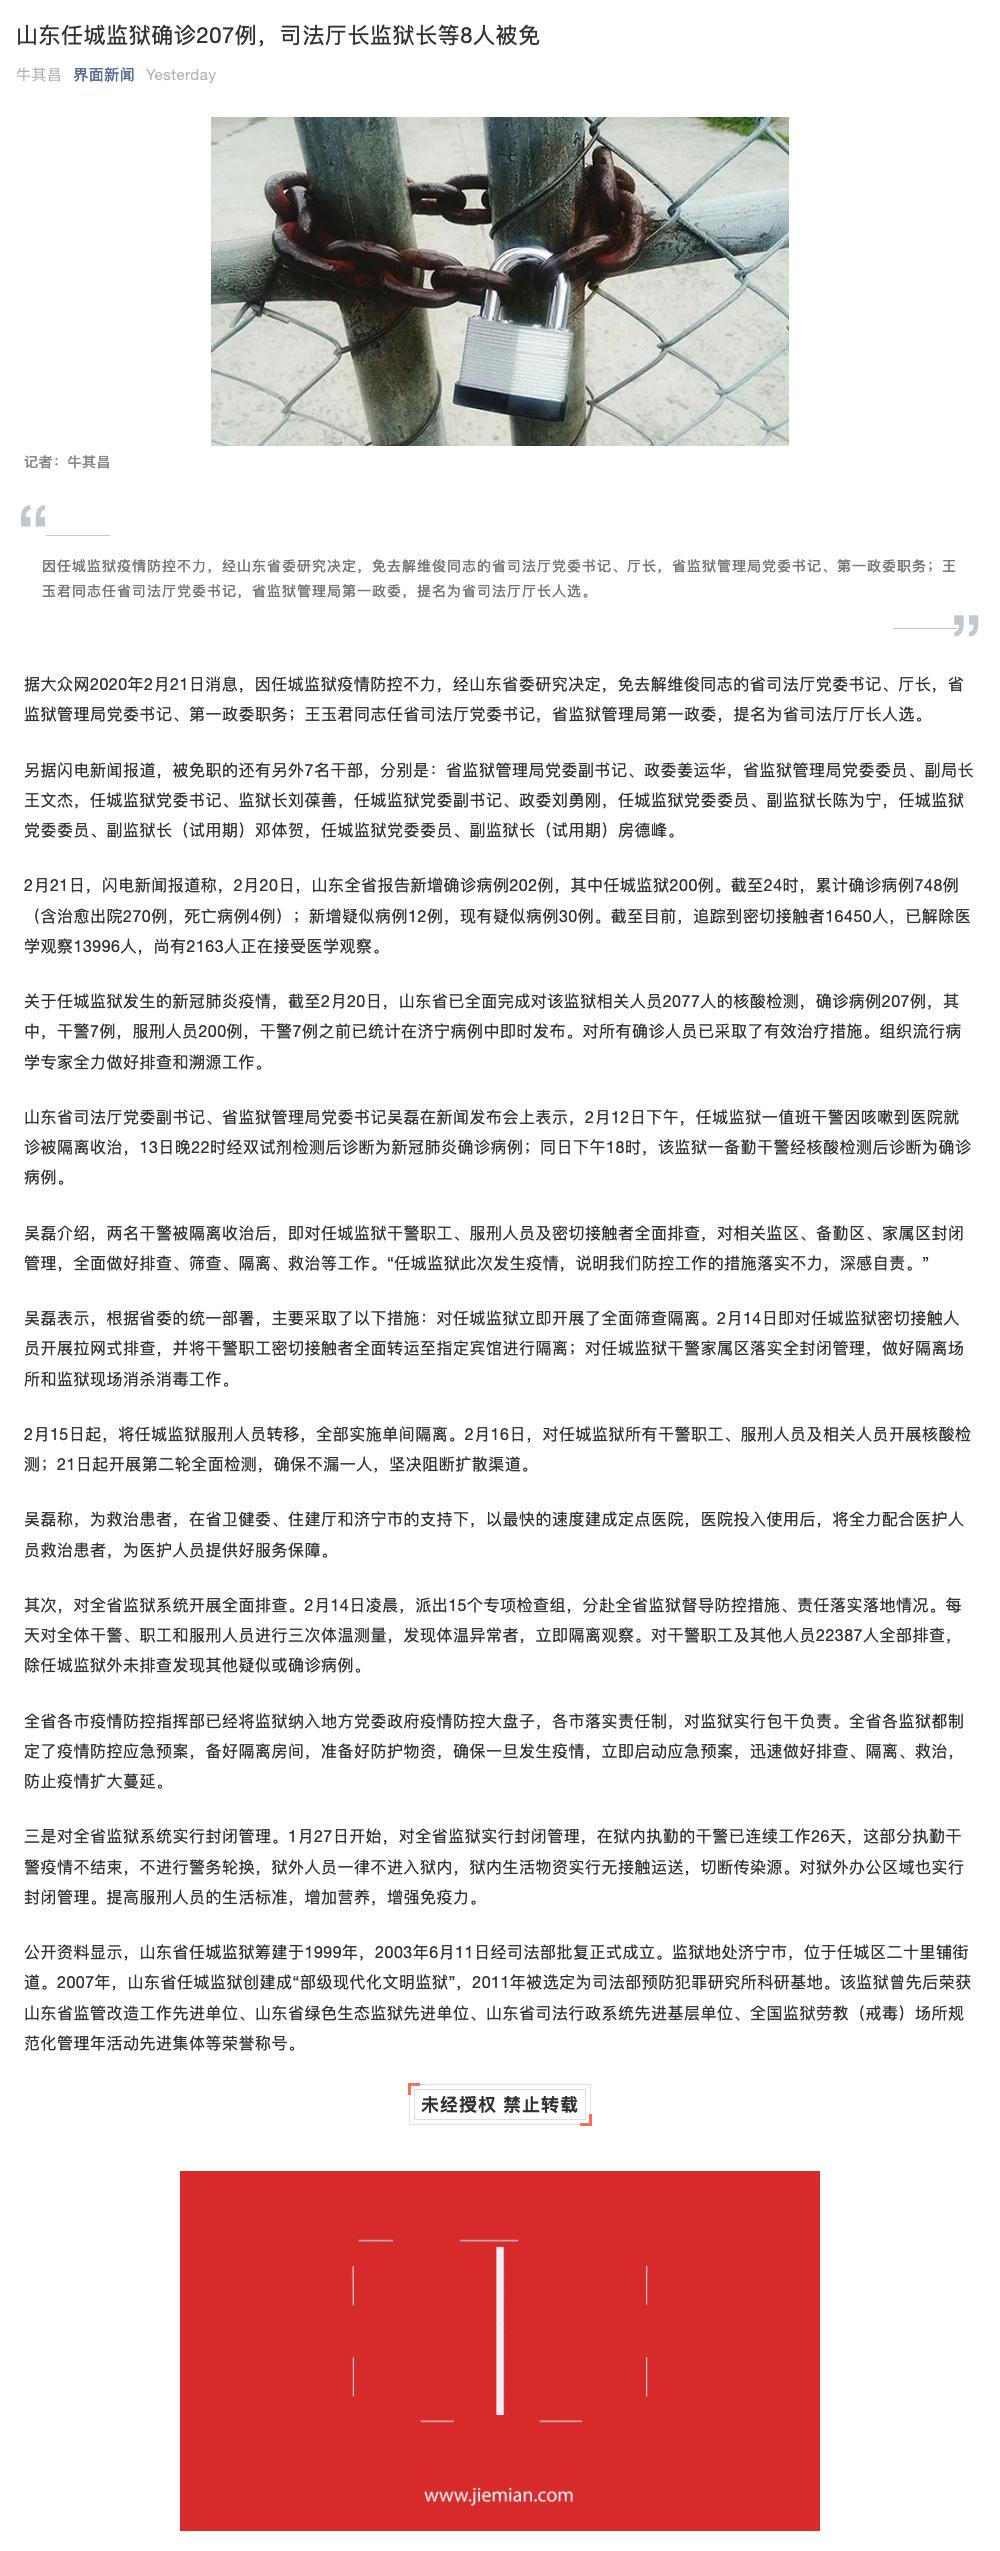 山东任城监狱确诊207例，司法厅长监狱长等8人被免
牛其昌 界面新闻 Yesterday
记者：牛其昌
“
因任城监狱疫情防控不力，经山东省委研究决定，免去解维俊同志的省司法厅党委书记、厅长，省监狱管理局党委书记、第一政委职务；王
玉君同志任省司法厅党委书记，省监狱管理局第一政委，提名为省司法厅厅长人选。
”
据大众网2020年2月21日消息，因任城监狱疫情防控不力，经山东省委研究决定，免去解维俊同志的省司法厅党委书记、厅长，省
监狱管理局党委书记、第一政委职务；王玉君同志任省司法厅党委书记，省监狱管理局第一政委，提名为省司法厅厅长人选。
另据闪电新闻报道，被免职的还有另外7名干部，分别是：省监狱管理局党委副书记、政委姜运华，省监狱管理局党委委员、副局长
王文杰，任城监狱党委书记、监狱长刘葆善，任城监狱党委副书记、政委刘勇刚，任城监狱党委委员、副监狱长陈为宁，任城监狱
党委委员、副监狱长（试用期）邓体贺，任城监狱党委委员、副监狱长（试用期）房德峰。
2月21日，闪电新闻报道称，2月20日，山东全省报告新增确诊病例202例，其中任城监狱200例。截至24时，累计确诊病例748例
（含治愈出院270例，死亡病例4例）；新增疑似病例12例，现有疑似病例30例。截至目前，追踪到密切接触者16450人，已解除医
学观察13996人，尚有2163人正在接受医学观察。
关于任城监狱发生的新冠肺炎疫情，截至2月20日，山东省已全面完成对该监狱相关人员2077人的核酸检测，确诊病例207例，其
中，干警7例，服刑人员200例，干警7例之前已统计在济宁病例中即时发布。对所有确诊人员已采取了有效治疗措施。组织流行病
学专家全力做好排查和溯源工作。
山东省司法厅党委副书记、省监狱管理局党委书记吴磊在新闻发布会上表示，2月12日下午，任城监狱一值班干警因咳嗽到医院就
诊被隔离收治，13日晚22时经双试剂检测后诊断为新冠肺炎确诊病例；同日下午18时，该监狱一备勤干警经核酸检测后诊断为确诊
病例。
吴磊介绍，两名干警被隔离收治后，即对任城监狱干警职工、服刑人员及密切接触者全面排查，对相关监区、备勤区、家属区封闭
管理，全面做好排查、筛查、隔离、救治等工作。“任城监狱此次发生疫情，说明我们防控工作的措施落实不力，深感自责。”
吴磊表示，根据省委的统一部署，主要采取了以下措施：对任城监狱立即开展了全面筛查隔离。2月14日即对任城监狱密切接触人
员开展拉网式排查，并将干警职工密切接触者全面转运至指定宾馆进行隔离；对任城监狱干警家属区落实全封闭管理，做好隔离场
所和监狱现场消杀消毒工作。
2月15日起，将任城监狱服刑人员转移，全部实施单间隔离。2月16日，对任城监狱所有干警职工、服刑人员及相关人员开展核酸检
测；21日起开展第二轮全面检测，确保不漏一人，坚决阻断扩散渠道。
吴磊称，为救治患者，在省卫健委、住建厅和济宁市的支持下，以最快的速度建成定点医院，医院投入使用后，将全力配合医护人
员救治患者，为医护人员提供好服务保障。
其次，对全省监狱系统开展全面排查。2月14日凌晨，派出15个专项检查组，分赴全省监狱督导防控措施、责任落实落地情况。每
天对全体干警、职工和服刑人员进行三次体温测量，发现体温异常者，立即隔离观察。对干警职工及其他人员22387人全部排查，
除任城监狱外未排查发现其他疑似或确诊病例。
全省各市疫情防控指挥部已经将监狱纳入地方党委政府疫情防控大盘子，各市落实责任制，对监狱实行包干负责。全省各监狱都制
定了疫情防控应急预案，备好隔离房间，准备好防护物资，确保一旦发生疫情，立即启动应急预案，迅速做好排查、隔离、救治，
防止疫情扩大蔓延。
三是对全省监狱系统实行封闭管理。1月27日开始，对全省监狱实行封闭管理，在狱内执勤的干警已连续工作26天，这部分执勤干
警疫情不结束，不进行警务轮换，狱外人员一律不进入狱内，狱内生活物资实行无接触运送，切断传染源。对狱外办公区域也实行
封闭管理。提高服刑人员的生活标准，增加营养，增强免疫力。
公开资料显示，山东省任城监狱筹建于1999年，2003年6月11日经司法部批复正式成立。监狱地处济宁市，位于任城区二十里铺街
道。2007年，山东省任城监狱创建成“部级现代化文明监狱”，2011年被选定为司法部预防犯罪研究所科研基地。该监狱曾先后荣获
山东省监管改造工作先进单位、山东省绿色生态监狱先进单位、山东省司法行政系统先进基层单位、全国监狱劳教（戒毒）场所规
范化管理年活动先进集体等荣誉称号。
未经授权 禁止转载
www.jiemian.com